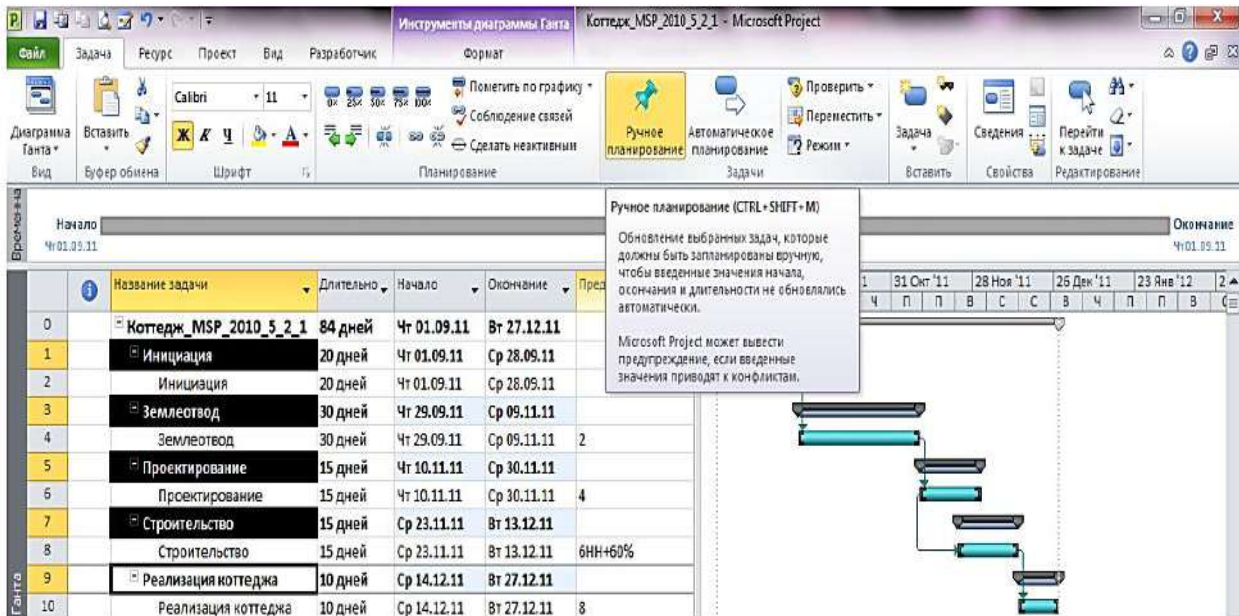 Инструменты диаграммы Ганта
Коттедж_MSP_2010_5_2_1 - Microsoft Project
Файл Задача Ресурс Проект Вид Разработчик Формат
Диаграмма Ганта
Вставить
Calibri 11
Ж К Ч
0% 25% 50% 75% 100%
Пометить по графику
Соблюдение связей
Сделать неактивным
Ручное планирование
Автоматическое планирование
Проверить
Переместить
Режим
Задача
Сведения
Перейти к задаче
Вид Буфер обмена Шрифт Планирование Задачи Вставить Свойства Редактирование
Начало
Чт 01.09.11
Окончание
Чт 01.09.11
Ручное планирование (CTRL+SHIFT+M)
Обновление выбранных задач, которые
должны быть запланированы вручную,
чтобы введенные значения начала,
окончания и длительности не обновлялись
автоматически.
Microsoft Project может вывести
предупреждение, если введенные
значения приводят к конфликтам.
Название задачи Длительно Начало Окончание Пред
31 Окт '11 28 Ноя '11 26 Дек '11 23 Янв '12
Ч П П В С С В Ч П П В С
0 Коттедж_MSP_2010_5_2_1 84 дней Чт 01.09.11 Вт 27.12.11
1 Инициация 20 дней Чт 01.09.11 Ср 28.09.11
2 Инициация 20 дней Чт 01.09.11 Ср 28.09.11
3 Землеотвод 30 дней Чт 29.09.11 Ср 09.11.11
4 Землеотвод 30 дней Чт 29.09.11 Ср 09.11.11 2
5 Проектирование 15 дней Чт 10.11.11 Ср 30.11.11
6 Проектирование 15 дней Чт 10.11.11 Ср 30.11.11 4
7 Строительство 15 дней Ср 23.11.11 Вт 13.12.11
8 Строительство 15 дней Ср 23.11.11 Вт 13.12.11 6НН+60%
9 Реализация коттеджа 10 дней Ср 14.12.11 Вт 27.12.11
10 Реализация коттеджа 10 дней Ср 14.12.11 Вт 27.12.11 8
Ганта